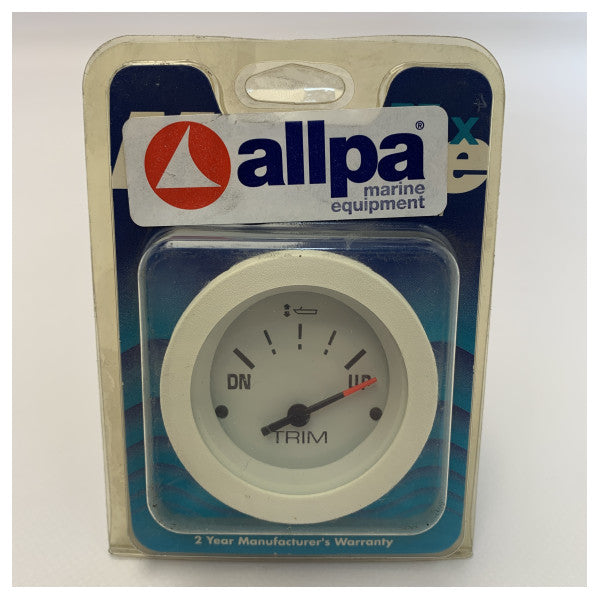 allpa®
marine
equipment
DN
UP
TRIM
2 Year Manufacturer's Warranty